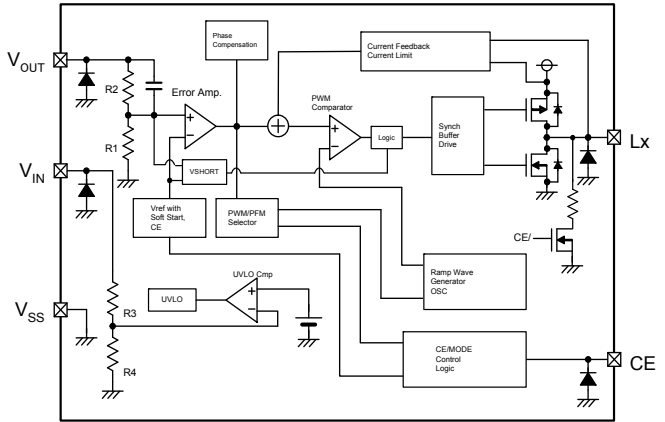 Phase
Compensation
Current Feedback
Current Limit
VOUT
R2
Error Amp.
PWM
Comparator
Logic
Synch
Buffer
Drive
Lx
R1
VIN
VSHORT
Vref with
Soft Start,
CE
PWM/PFM
Selector
CE/
UVLO Cmp
Ramp Wave
Generator
OSC
UVLO
R3
VSS
CE/MODE
Control
Logic
CE
R4